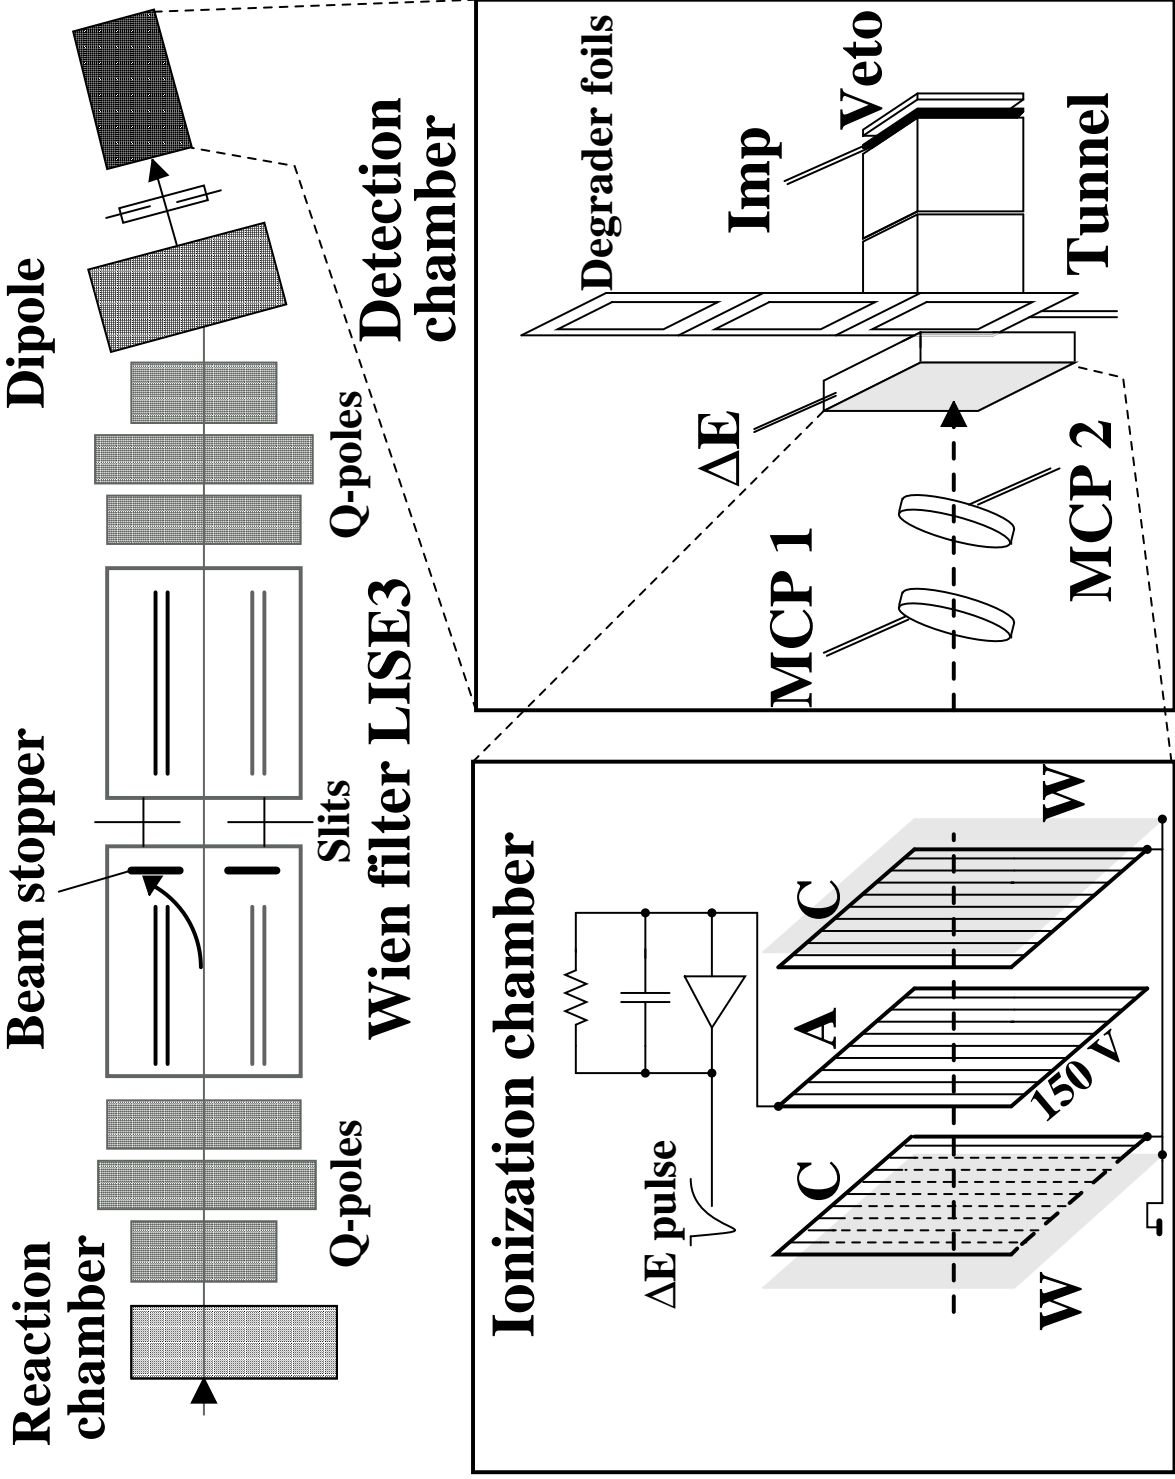 Reaction
chamber
Q-poles
Beam stopper
Slits
Wien filter LISE3
Q-poles
Dipole
Detection
chamber
Ionization chamber
ΔE pulse
C
A
C
W
150 V
W
MCP 1
MCP 2
ΔE
Degrader foils
Imp
Veto
Tunnel